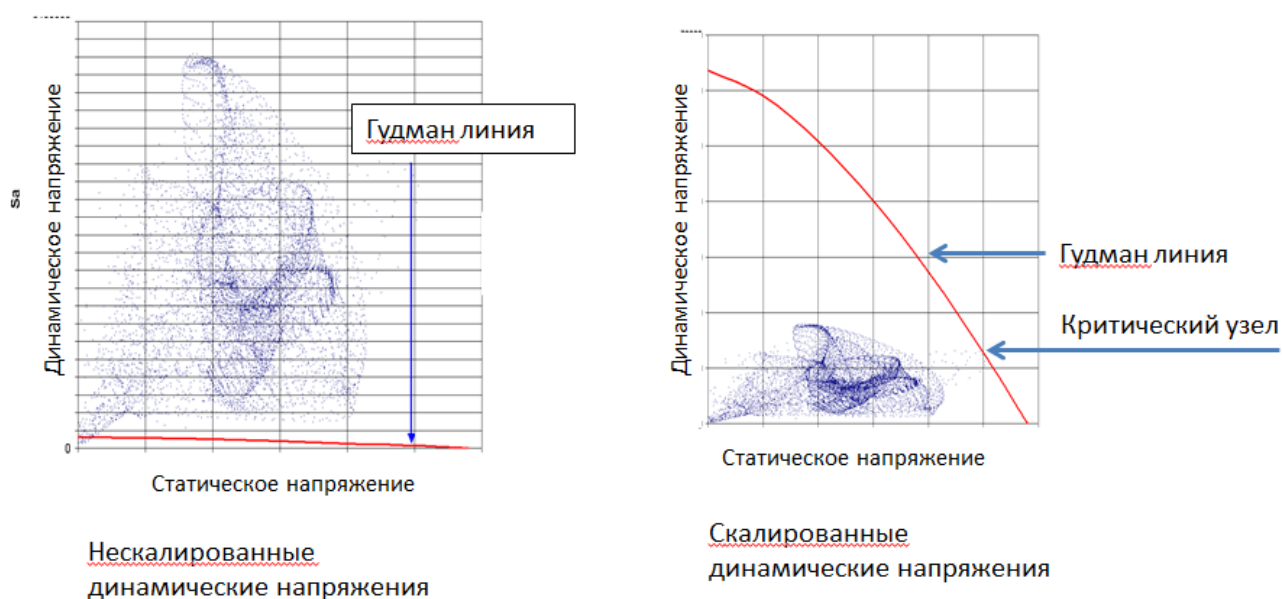 Динамическое напряжение
Sa
Гудман линия
0
Статическое напряжение
Нескалированные
динамические напряжения
Динамическое напряжение
Гудман линия
Критический узел
Статическое напряжение
Скалированные
динамические напряжения